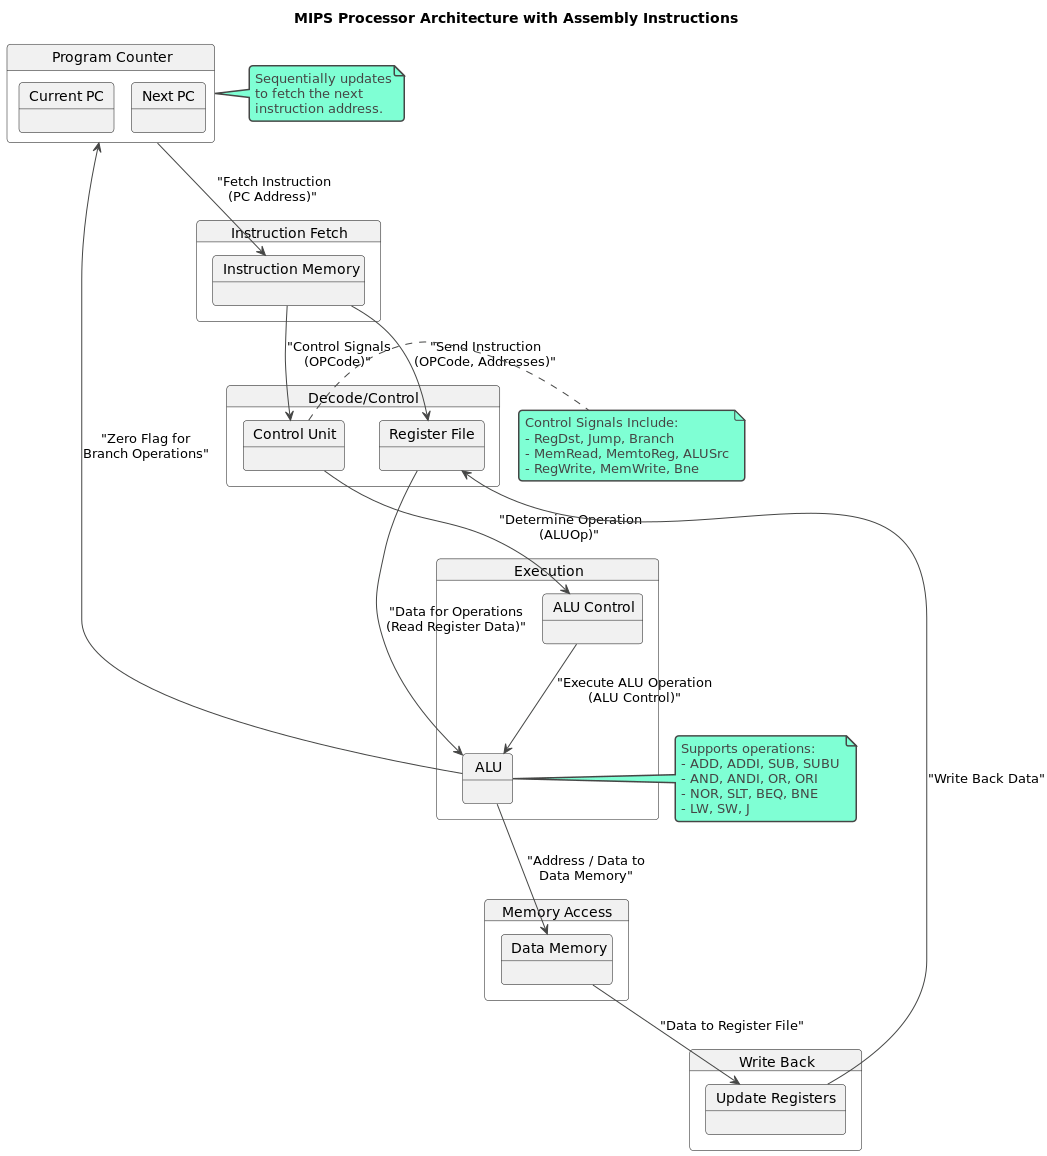 MIPS Processor Architecture with Assembly Instructions
Program Counter
Current PC
Next PC
Sequentially updates
to fetch the next
instruction address.
"Fetch Instruction
(PC Address)"
Instruction Fetch
Instruction Memory
"Control Signals
(OPCode)"
"Send Instruction
(OPCode, Addresses)"
Decode/Control
Control Unit
Register File
Control Signals Include:
- RegDst, Jump, Branch
- MemRead, MemtoReg, ALUSrc
- RegWrite, MemWrite, Bne
"Zero Flag for
Branch Operations"
"Determine Operation
(ALUOp)"
Execution
ALU Control
"Data for Operations
(Read Register Data)"
"Execute ALU Operation
(ALU Control)"
ALU
Supports operations:
- ADD, ADDI, SUB, SUBU
- AND, ANDI, OR, ORI
- NOR, SLT, BEQ, BNE
- LW, SW, J
"Write Back Data"
"Address / Data to
Data Memory"
Memory Access
Data Memory
"Data to Register File"
Write Back
Update Registers